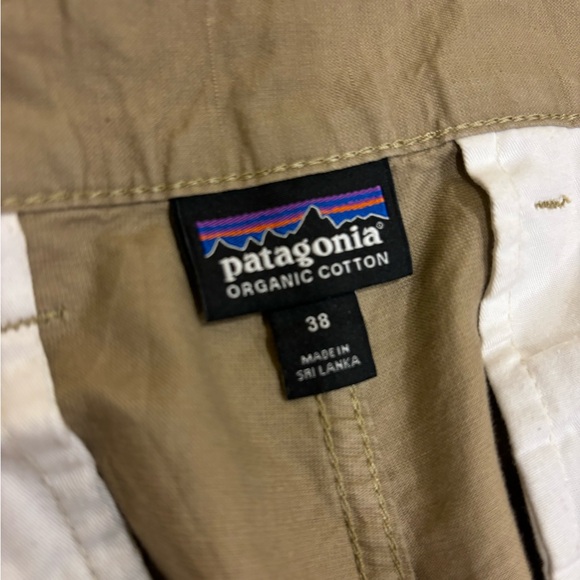 patagonia®
ORGANIC COTTON
38
MADE IN
SRI LANKA